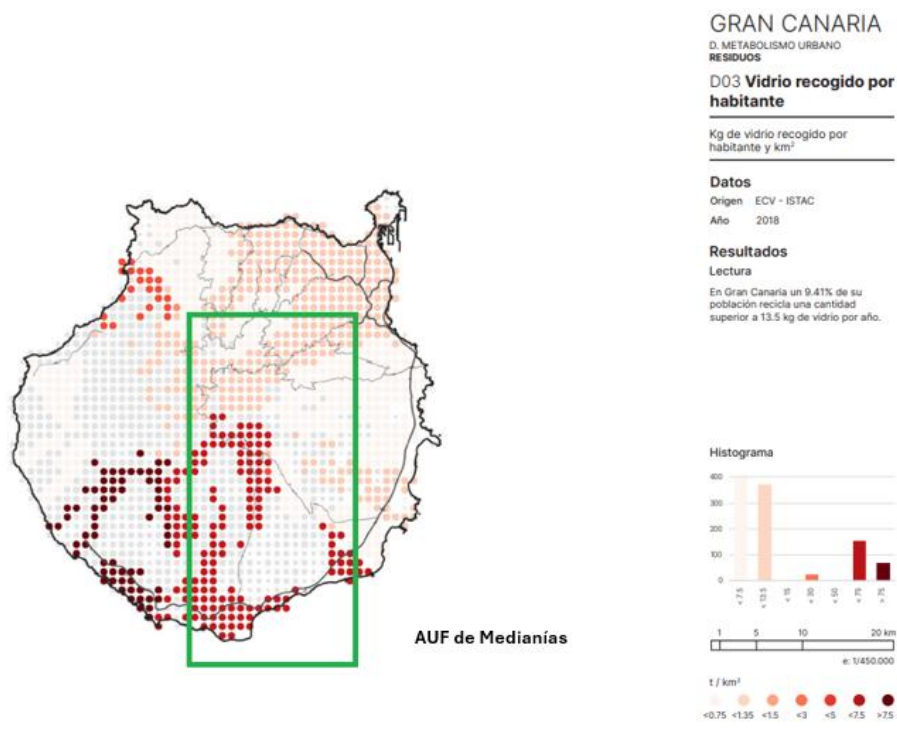 GRAN CANARIA
D. METABOLISMO URBANO
RESIDUOS
D03 Vidrio recogido por
habitante
Kg de vidrio recogido por
habitante y km²
Datos
Origen ECV - ISTAC
Año 2018
Resultados
Lectura
En Gran Canaria un 9.41% de su
población recicla una cantidad
superior a 13.5 kg de vidrio por año.
Histograma
400
300
200
100
0
< 7.5
< 13.5
< 15
< 30
< 50
< 75
> 75
AUF de Medianías
1 5 10 20 km
e: 1/450.000
t / km²
<0.75 <1.35 <1.5 <3 <5 <7.5 >7.5